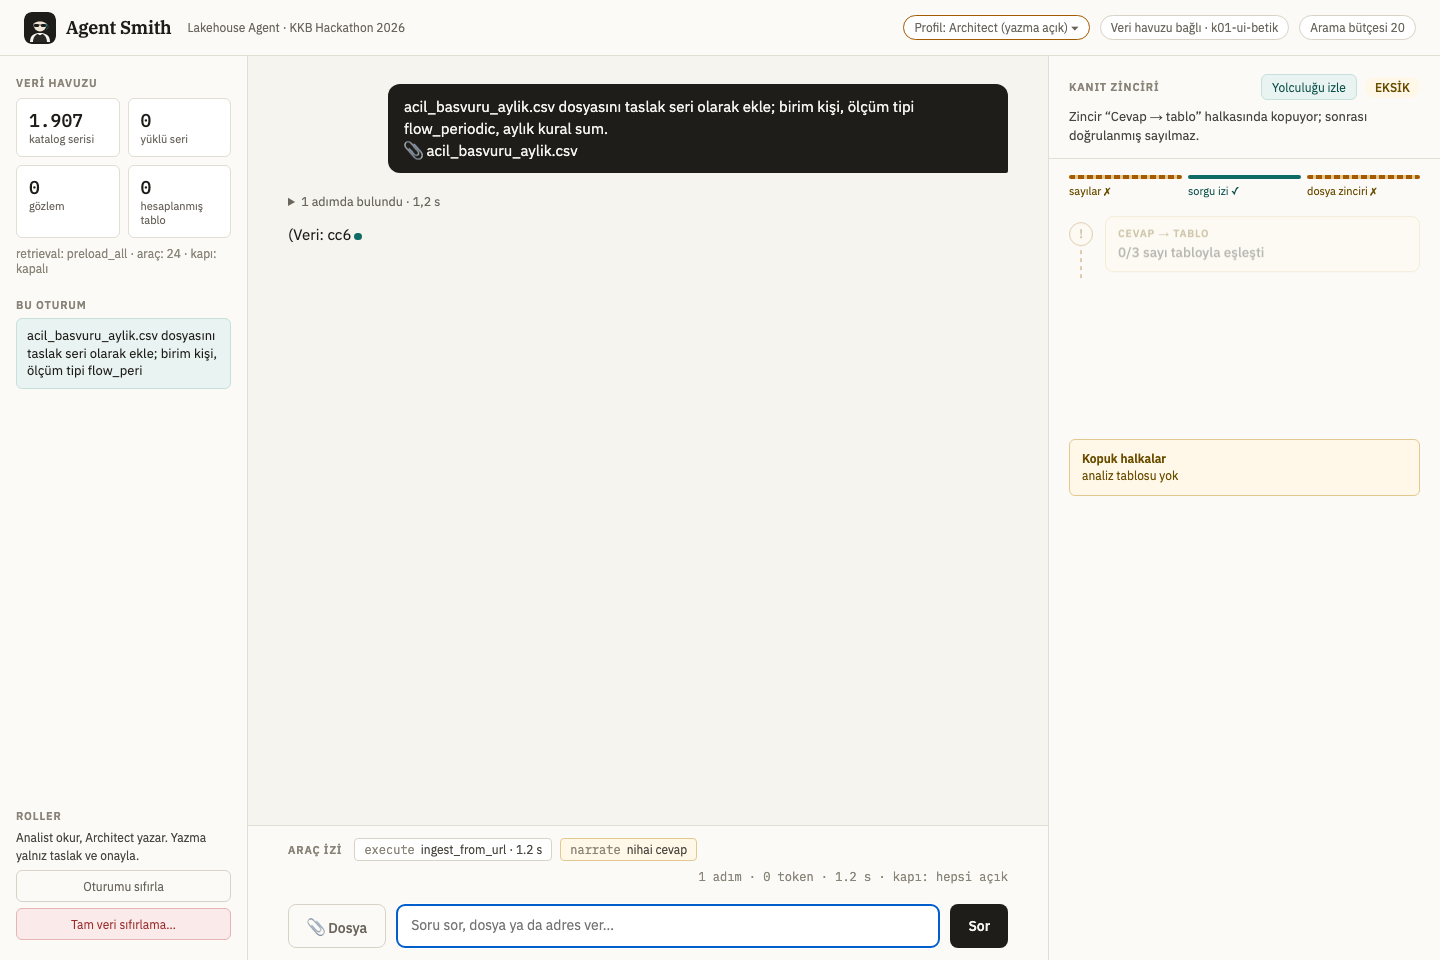 Agent Smith
Lakehouse Agent · KKB Hackathon 2026
Profil: Architect (yazma açık)
Veri havuzu bağlı · k01-ui-betik
Arama bütçesi 20
VERİ HAVUZU
1.907
katalog serisi
0
yüklü seri
0
gözlem
0
hesaplanmış
tablo
retrieval: preload_all · araç: 24 · kapı:
kapalı
BU OTURUM
acil_basvuru_aylik.csv dosyasını
taslak seri olarak ekle; birim kişi,
ölçüm tipi flow_peri
ROLLER
Analist okur, Architect yazar. Yazma
yalnız taslak ve onayla.
Oturumu sıfırla
Tam veri sıfırlama…
acil_basvuru_aylik.csv dosyasını taslak seri olarak ekle; birim kişi, ölçüm tipi
flow_periodic, aylık kural sum.
📎 acil_basvuru_aylik.csv
▶ 1 adımda bulundu · 1,2 s
(Veri: cc6
ARAÇ İZİ
execute ingest_from_url · 1.2 s
narrate nihai cevap
1 adım · 0 token · 1.2 s · kapı: hepsi açık
📎 Dosya
Soru sor, dosya ya da adres ver…
Sor
KANIT ZİNCİRİ
Yolculuğu izle
EKSİK
Zincir “Cevap → tablo” halkasında kopuyor; sonrası
doğrulanmış sayılmaz.
sayılar ✗
sorgu izi ✓
dosya zinciri ✗
!
CEVAP → TABLO
0/3 sayı tabloyla eşleşti
Kopuk halkalar
analiz tablosu yok